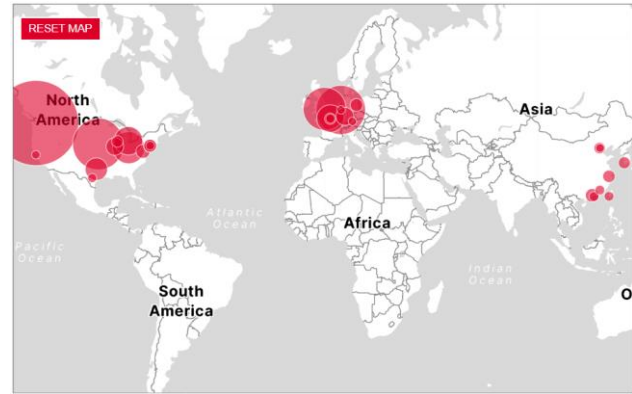 RESET MAP
North
America
Asia
Atlantic
Ocean
Africa
Pacific
Ocean
Indian
Ocean
South
America
O